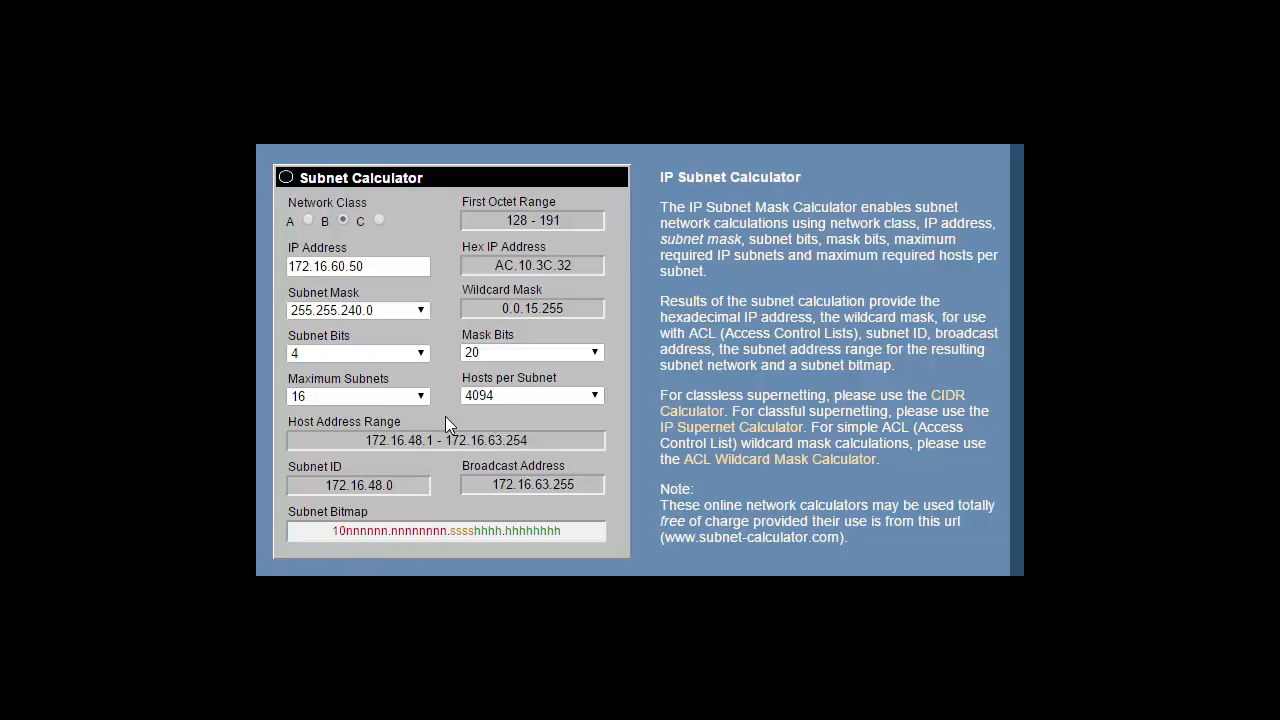 Subnet Calculator
Network Class
A B C
First Octet Range
128 - 191
IP Address
172.16.60.50
Hex IP Address
AC.10.3C.32
Subnet Mask
255.255.240.0
Wildcard Mask
0.0.15.255
Subnet Bits
4
Mask Bits
20
Maximum Subnets
16
Hosts per Subnet
4094
Host Address Range
172.16.48.1 - 172.16.63.254
Subnet ID
172.16.48.0
Broadcast Address
172.16.63.255
Subnet Bitmap
10nnnnnn.nnnnnnnn.sssshhhh.hhhhhhhh
IP Subnet Calculator
The IP Subnet Mask Calculator enables subnet
network calculations using network class, IP address,
subnet mask, subnet bits, mask bits, maximum
required IP subnets and maximum required hosts per
subnet.
Results of the subnet calculation provide the
hexadecimal IP address, the wildcard mask, for use
with ACL (Access Control Lists), subnet ID, broadcast
address, the subnet address range for the resulting
subnet network and a subnet bitmap.
For classless supernetting, please use the CIDR
Calculator. For classful supernetting, please use the
IP Supernet Calculator. For simple ACL (Access
Control List) wildcard mask calculations, please use
the ACL Wildcard Mask Calculator.
Note:
These online network calculators may be used totally
free of charge provided their use is from this url
(www.subnet-calculator.com).